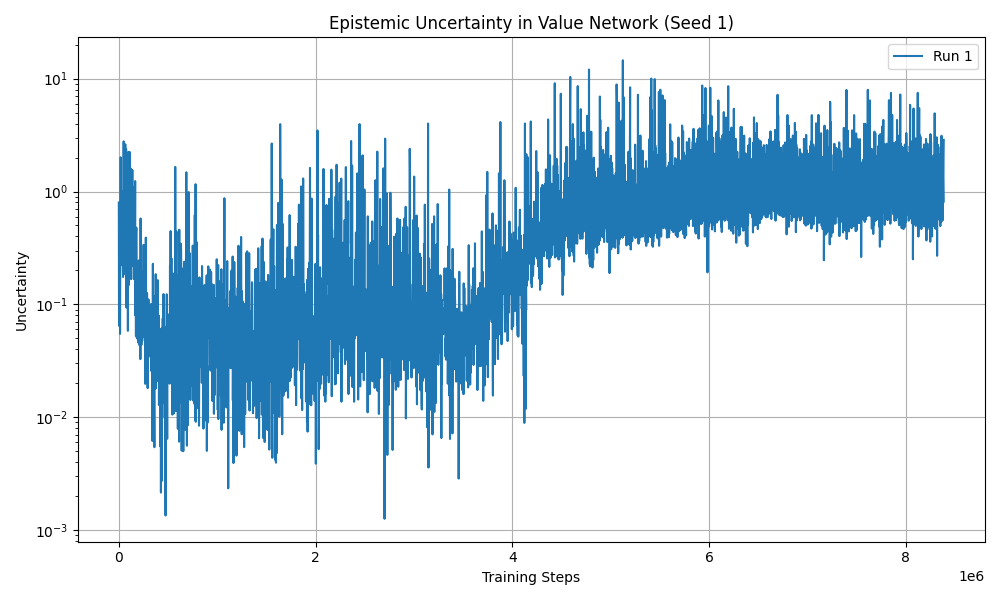 Epistemic Uncertainty in Value Network (Seed 1)
Run 1
Uncertainty
10¹
10⁰
10⁻¹
10⁻²
10⁻³
0 2 4 6 8
1e6
Training Steps